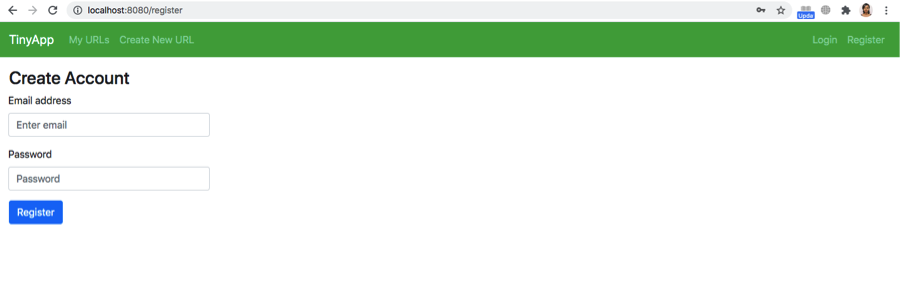 localhost:8080/register
Upda
TinyApp My URLs Create New URL Login Register
Create Account
Email address
Enter email
Password
Password
Register